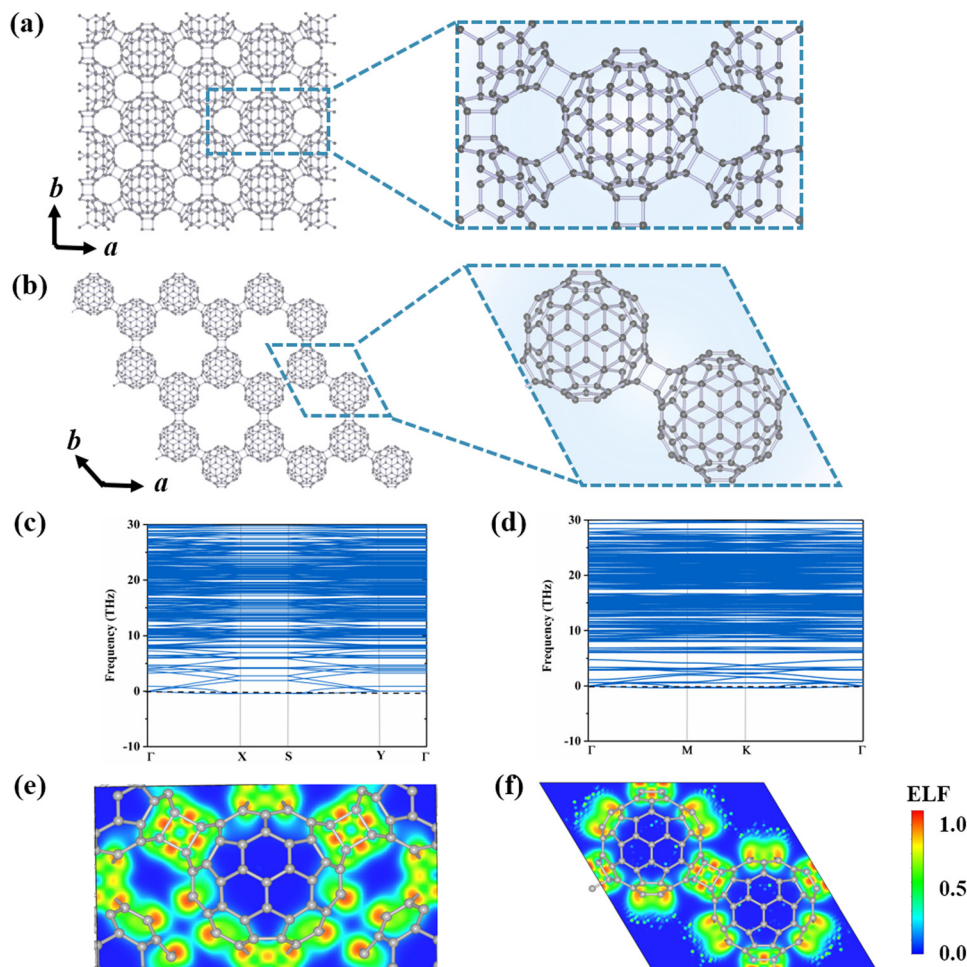 (a)
b
a
(b)
b
a
(c)
(d)
30
20
10
0
-10
Frequency (THz)
Γ X S Y Γ
30
20
10
0
-10
Frequency (THz)
Γ M K Γ
(e)
(f)
ELF
1.0
0.5
0.0